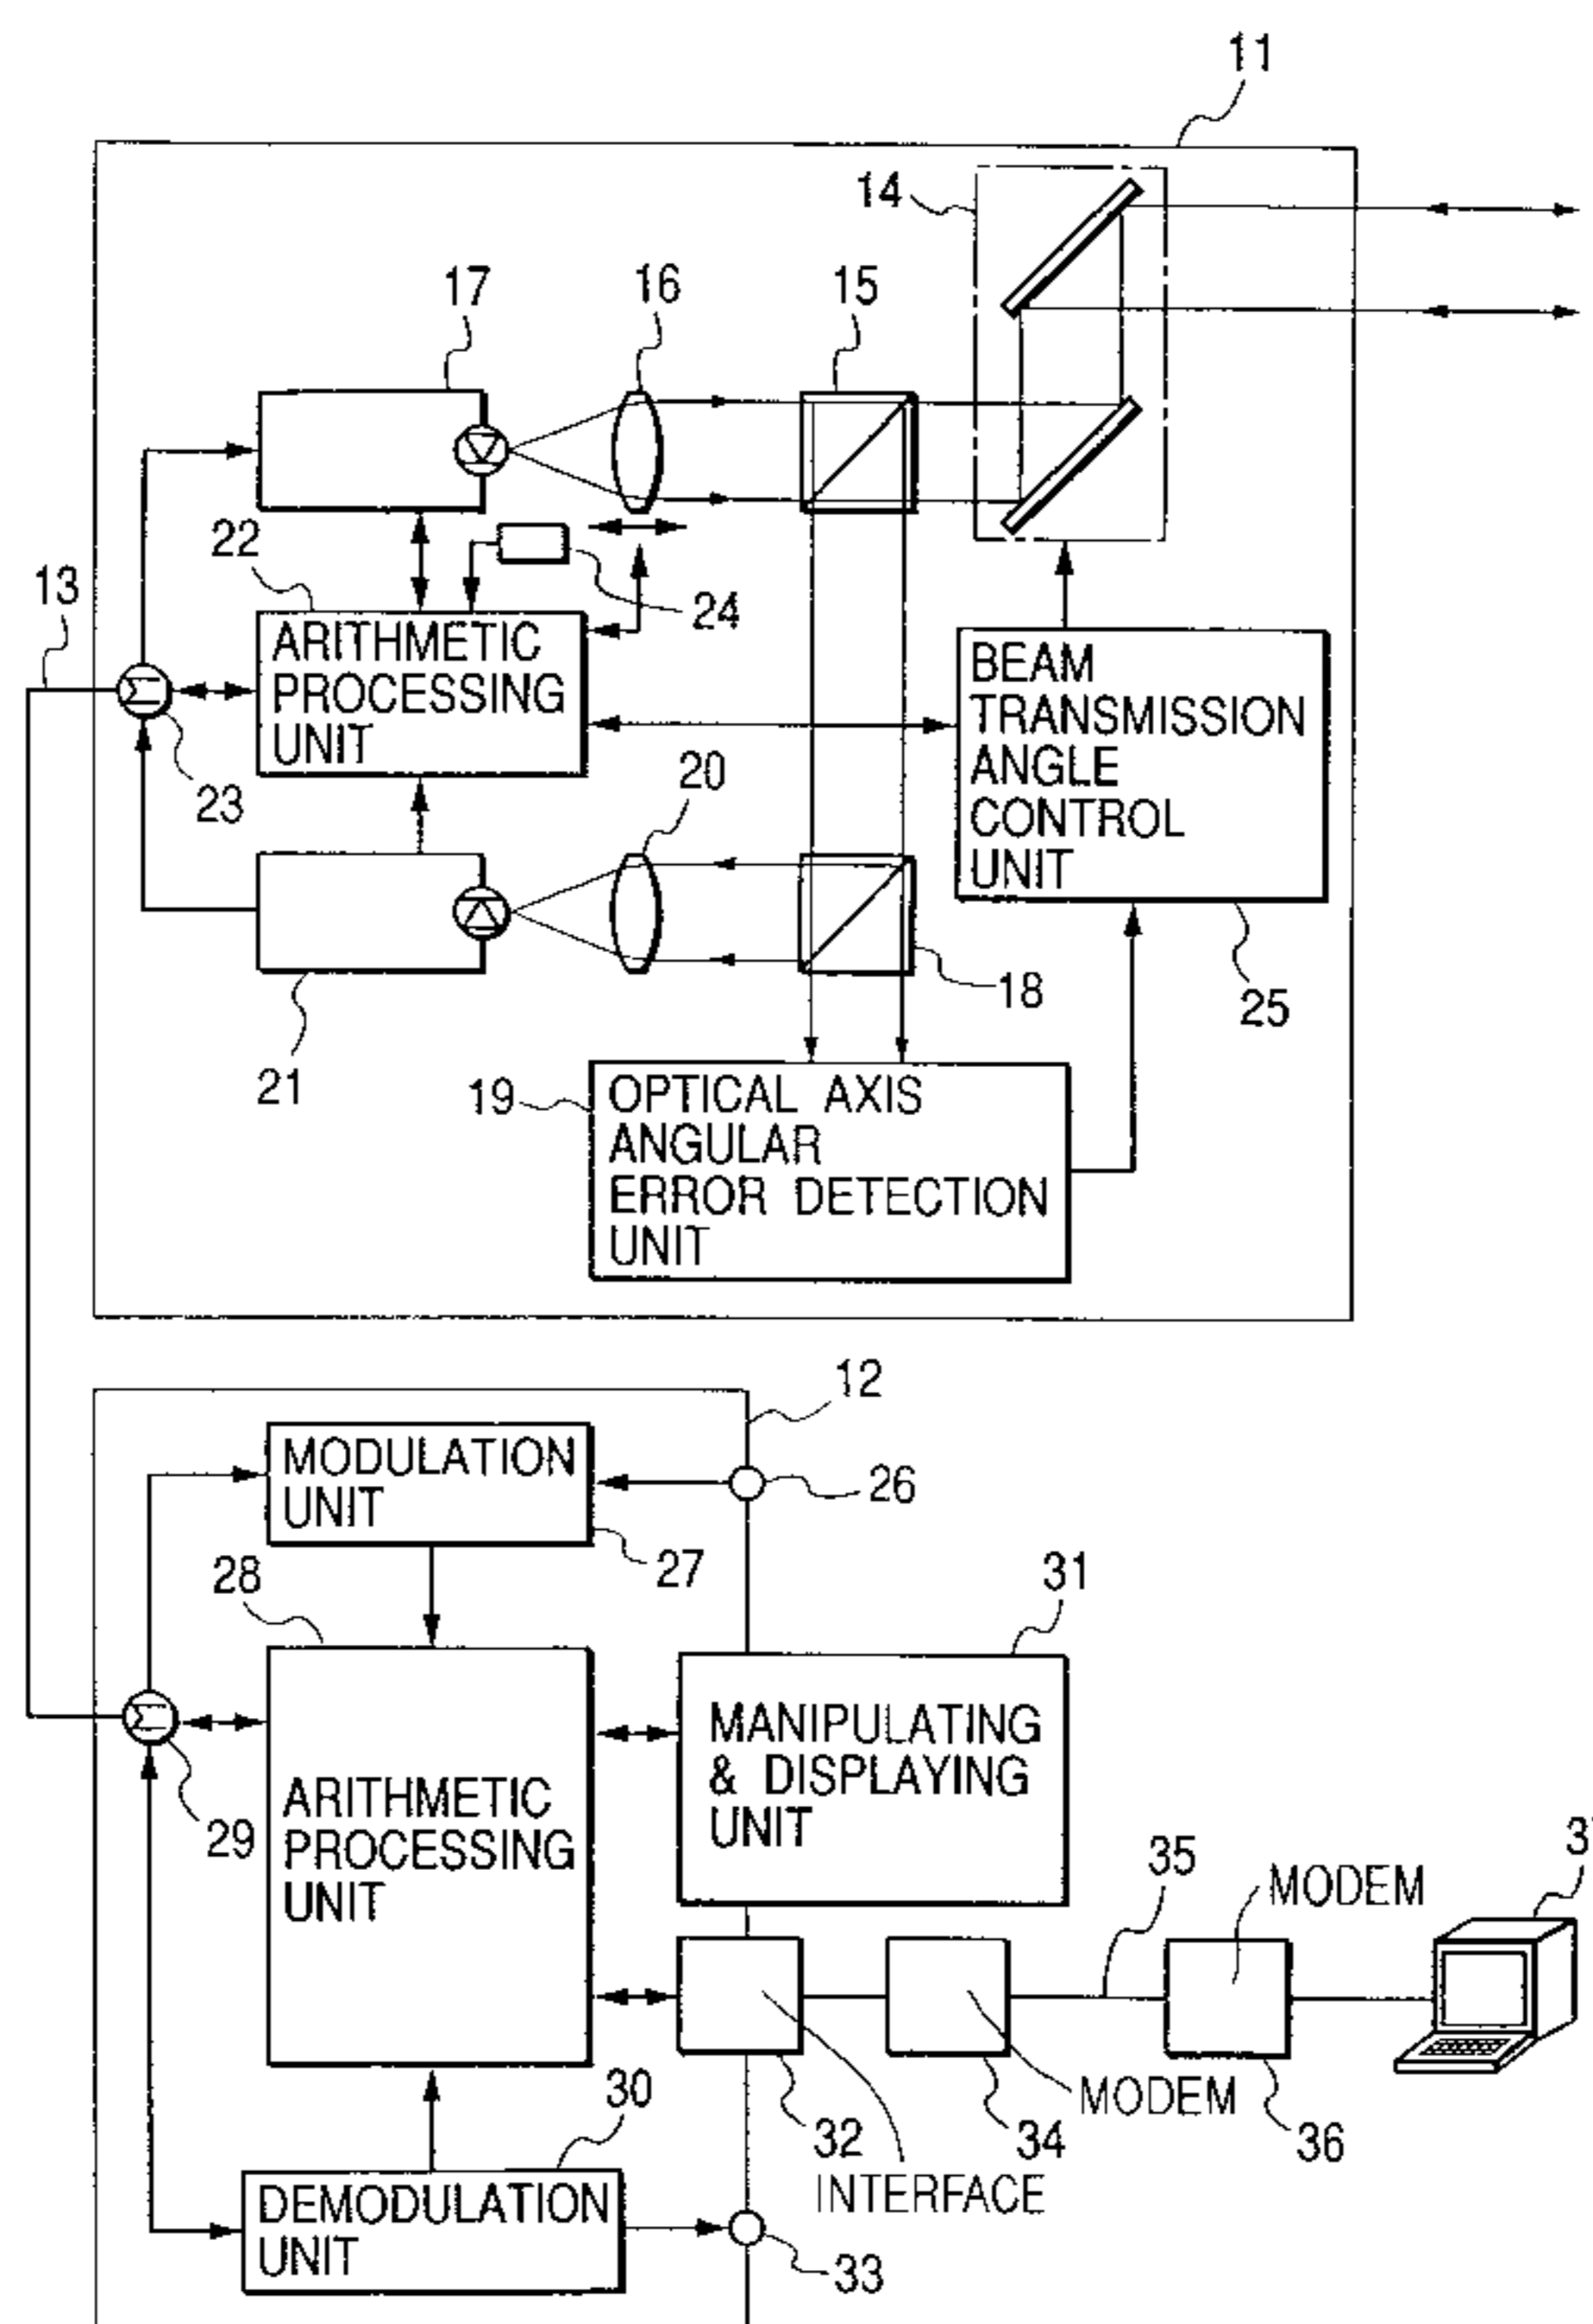 11
14
17
16
15
22
13
24
ARITHMETIC
PROCESSING
UNIT
BEAM
TRANSMISSION
ANGLE
CONTROL
UNIT
23
20
18
25
21
19
OPTICAL AXIS
ANGULAR
ERROR DETECTION
UNIT
12
MODULATION
UNIT
26
28
27
31
MANIPULATING
& DISPLAYING
UNIT
29
ARITHMETIC
PROCESSING
UNIT
35
MODEM
30
32
MODEM
34
36
INTERFACE
DEMODULATION
UNIT
33